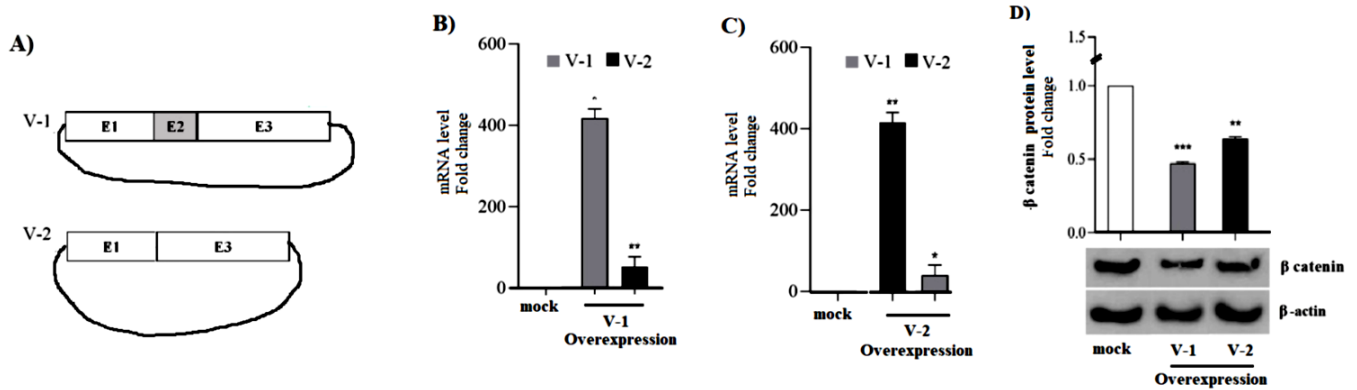 A)
V-1
E1 E2 E3
V-2
E1 E3
B)
600
400
200
0
mRNA level
Fold change
V-1 V-2
*
**
mock
V-1
Overexpression
C)
600
400
200
0
mRNA level
Fold change
V-1 V-2
**
*
mock
V-2
Overexpression
D)
1.5
1.0
0.5
0.0
-β catenin protein level
Fold change
***
**
β catenin
β-actin
mock V-1 V-2
Overexpression